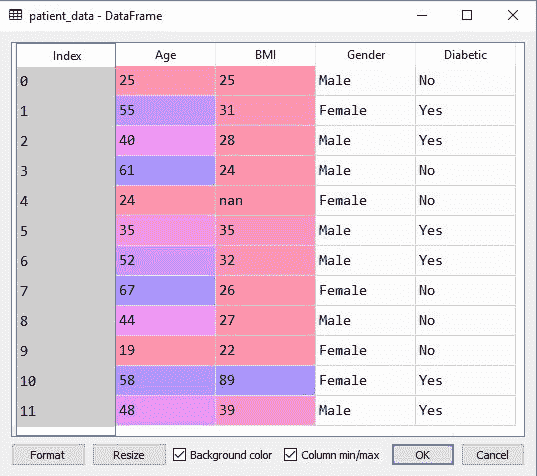 patient_data - DataFrame
Index Age BMI Gender Diabetic
0 25 25 Male No
1 55 31 Female Yes
2 40 28 Male Yes
3 61 24 Male No
4 24 nan Female No
5 35 35 Male Yes
6 52 32 Male Yes
7 67 26 Female No
8 44 27 Male No
9 19 22 Female No
10 58 89 Female Yes
11 48 39 Male Yes
Format Resize Background color Column min/max OK Cancel